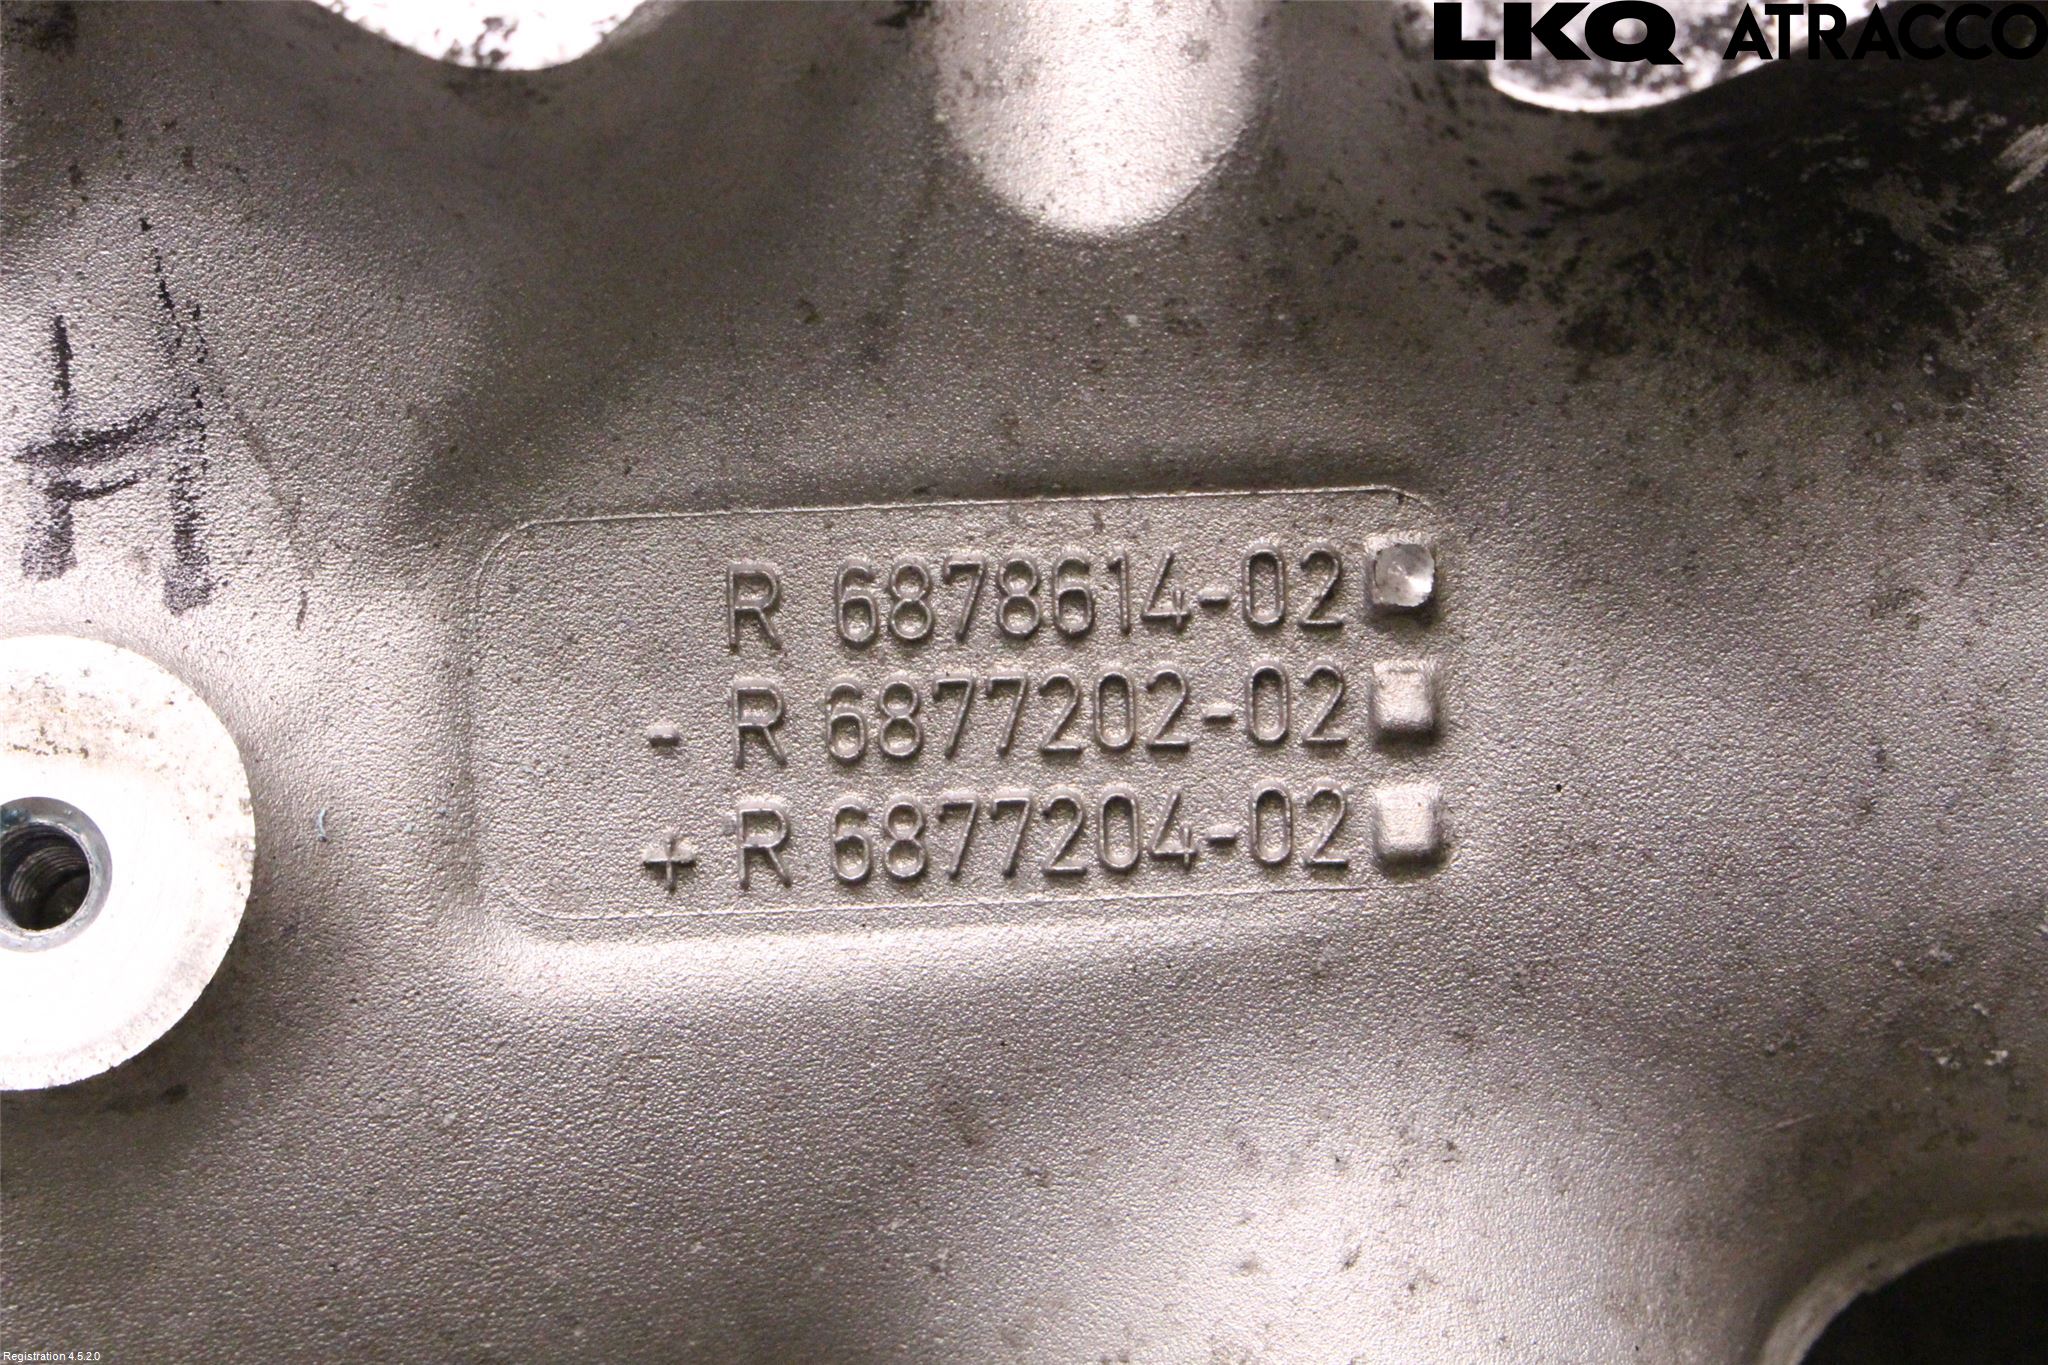 LKQ ATRACCO
H
R 6878614-02
- R 6877202-02
+ R 6877204-02
Registration 4.5.2.0